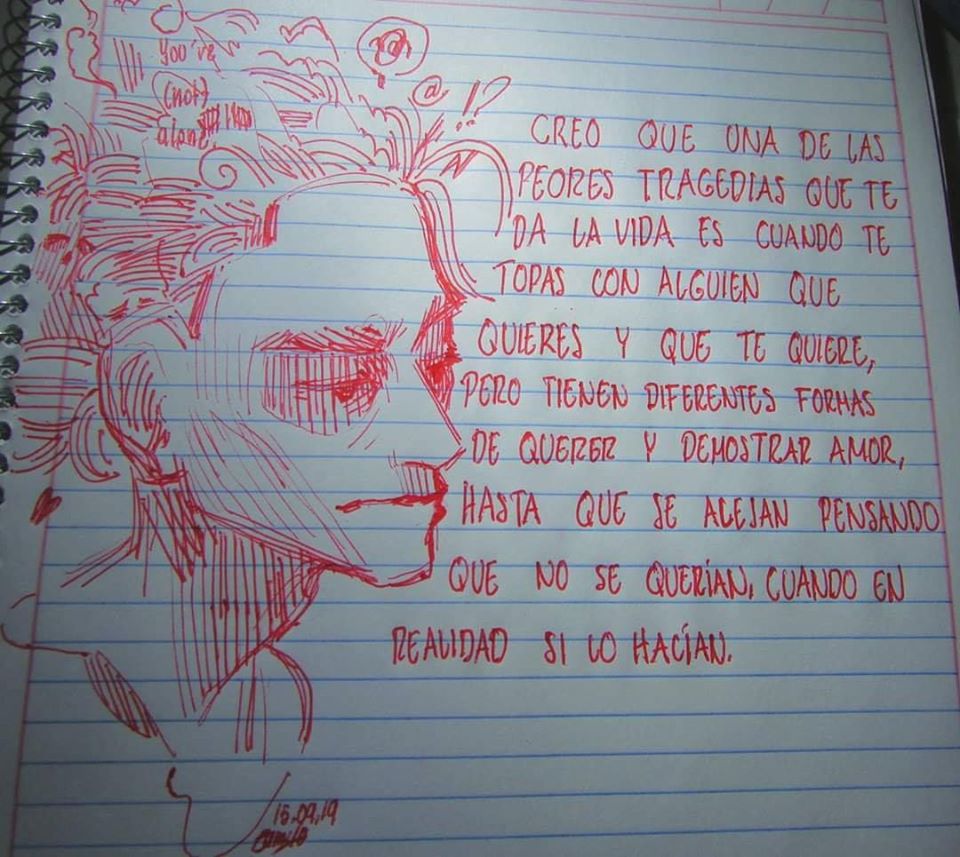 You're
(not)
alone
@ !?
CREO QUE UNA DE LAS
PEORES TRAGEDIAS QUE TE
DA LA VIDA ES CUANDO TE
TOPAS CON ALGUIEN QUE
QUIERES Y QUE TE QUIERE,
PERO TIENEN DIFERENTES FORMAS
DE QUERER Y DEMOSTRAR AMOR,
HASTA QUE SE ALEJAN PENSANDO
QUE NO SE QUERÍAN, CUANDO EN
REALIDAD SI LO HACÍAN.
15.09.19